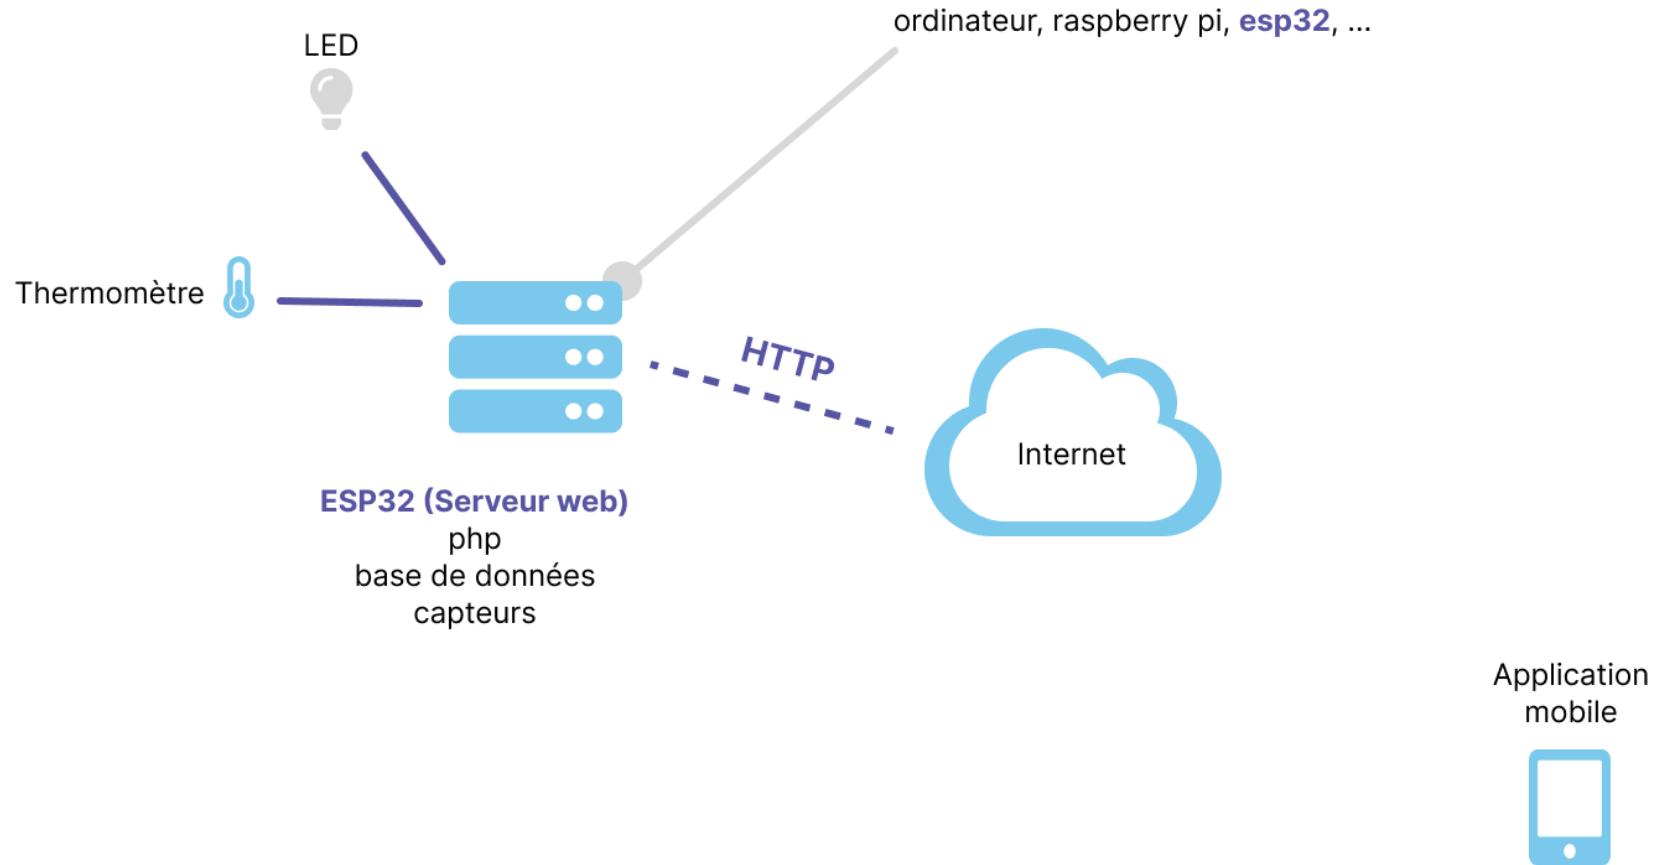 ordinateur, raspberry pi, esp32, ...
LED
Thermomètre
HTTP
Internet
ESP32 (Serveur web)
php
base de données
capteurs
Application
mobile